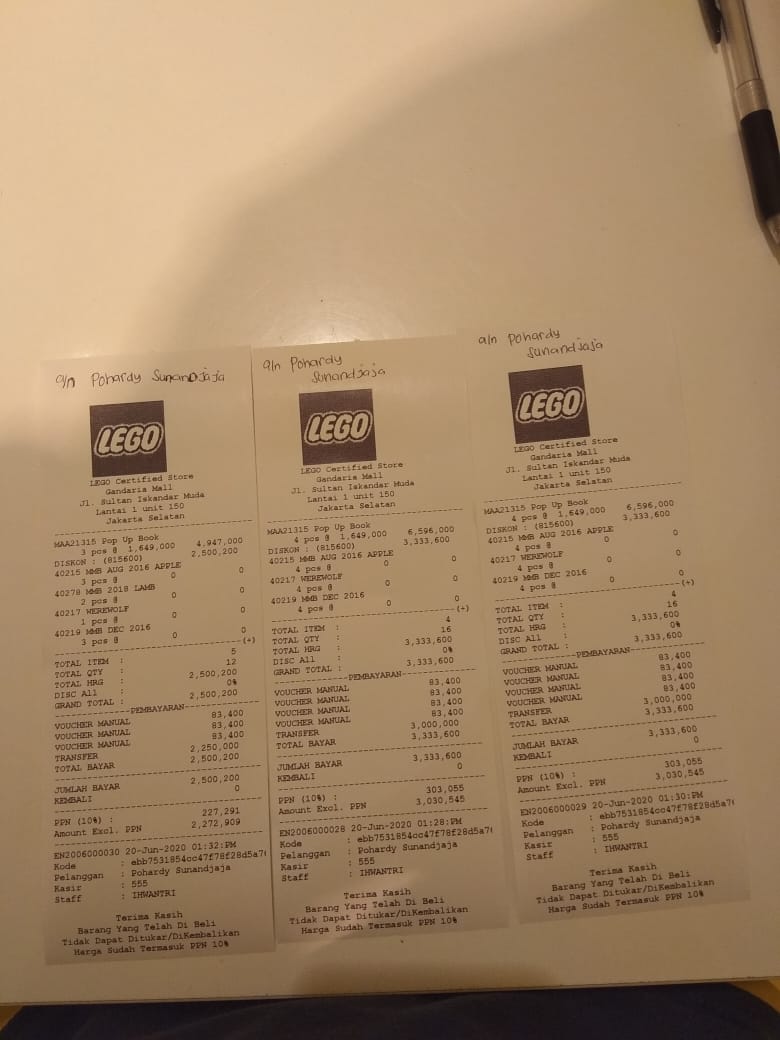 a/n Pohardy Sunandjaja
LEGO
LEGO Certified Store
Gandaria Mall
Jl. Sultan Iskandar Muda
Lantai 1 unit 150
Jakarta Selatan
MAA21315 Pop Up Book
3 pcs @ 1,649,000 4,947,000
DISKON : (815600) 2,500,200
40215 MMB AUG 2016 APPLE
3 pcs @ 0 0
40278 MMB 2018 LAMB
2 pcs @ 0 0
40217 WEREWOLF
1 pcs @ 0 0
40219 MMB DEC 2016
3 pcs @ 0 0
(+)
TOTAL ITEM : 5
TOTAL QTY : 12
TOTAL HRG : 2,500,200
DISC All : 0%
GRAND TOTAL : 2,500,200
PEMBAYARAN
VOUCHER MANUAL 83,400
VOUCHER MANUAL 83,400
VOUCHER MANUAL 83,400
TRANSFER 2,250,000
TOTAL BAYAR 2,500,200
JUMLAH BAYAR 2,500,200
KEMBALI 0
PPN (10%) : 227,291
Amount Excl. PPN 2,272,909
EN2006000030 20-Jun-2020 01:32:PM
Kode : ebb7531854cc47f78f28d5a7
Pelanggan : Pohardy Sunandjaja
Kasir : 555
Staff : IHWANTRI
Terima Kasih
Barang Yang Telah Di Beli
Tidak Dapat Ditukar/DiKembalikan
Harga Sudah Termasuk PPN 10%
a/n Pohardy
Sunandjaja
LEGO
LEGO Certified Store
Gandaria Mall
Jl. Sultan Iskandar Muda
Lantai 1 unit 150
Jakarta Selatan
MAA21315 Pop Up Book
4 pcs @ 1,649,000 6,596,000
DISKON : (815600) 3,333,600
40215 MMB AUG 2016 APPLE
4 pcs @ 0 0
40217 WEREWOLF
4 pcs @ 0 0
40219 MMB DEC 2016
4 pcs @ 0 0
(+)
TOTAL ITEM : 4
TOTAL QTY : 16
TOTAL HRG : 3,333,600
DISC All : 0%
GRAND TOTAL : 3,333,600
PEMBAYARAN
VOUCHER MANUAL 83,400
VOUCHER MANUAL 83,400
VOUCHER MANUAL 83,400
VOUCHER MANUAL 83,400
TRANSFER 3,000,000
TOTAL BAYAR 3,333,600
JUMLAH BAYAR 3,333,600
KEMBALI 0
PPN (10%) : 303,055
Amount Excl. PPN 3,030,545
EN2006000028 20-Jun-2020 01:28:PM
Kode : ebb7531854cc47f78f28d5a7
Pelanggan : Pohardy Sunandjaja
Kasir : 555
Staff : IHWANTRI
Terima Kasih
Barang Yang Telah Di Beli
Tidak Dapat Ditukar/DiKembalikan
Harga Sudah Termasuk PPN 10%
a/n Pohardy
Sunandjaja
LEGO
LEGO Certified Store
Gandaria Mall
Jl. Sultan Iskandar Muda
Lantai 1 unit 150
Jakarta Selatan
MAA21315 Pop Up Book
4 pcs @ 1,649,000 6,596,000
DISKON : (815600) 3,333,600
40215 MMB AUG 2016 APPLE
4 pcs @ 0 0
40217 WEREWOLF
4 pcs @ 0 0
40219 MMB DEC 2016
4 pcs @ 0 0
(+)
TOTAL ITEM : 4
TOTAL QTY : 16
TOTAL HRG : 3,333,600
DISC All : 0%
GRAND TOTAL : 3,333,600
PEMBAYARAN
VOUCHER MANUAL 83,400
VOUCHER MANUAL 83,400
VOUCHER MANUAL 83,400
VOUCHER MANUAL 83,400
TRANSFER 3,000,000
TOTAL BAYAR 3,333,600
JUMLAH BAYAR 3,333,600
KEMBALI 0
PPN (10%) : 303,055
Amount Excl. PPN 3,030,545
EN2006000029 20-Jun-2020 01:30:PM
Kode : ebb7531854cc47f78f28d5a7
Pelanggan : Pohardy Sunandjaja
Kasir : 555
Staff : IHWANTRI
Terima Kasih
Barang Yang Telah Di Beli
Tidak Dapat Ditukar/DiKembalikan
Harga Sudah Termasuk PPN 10%